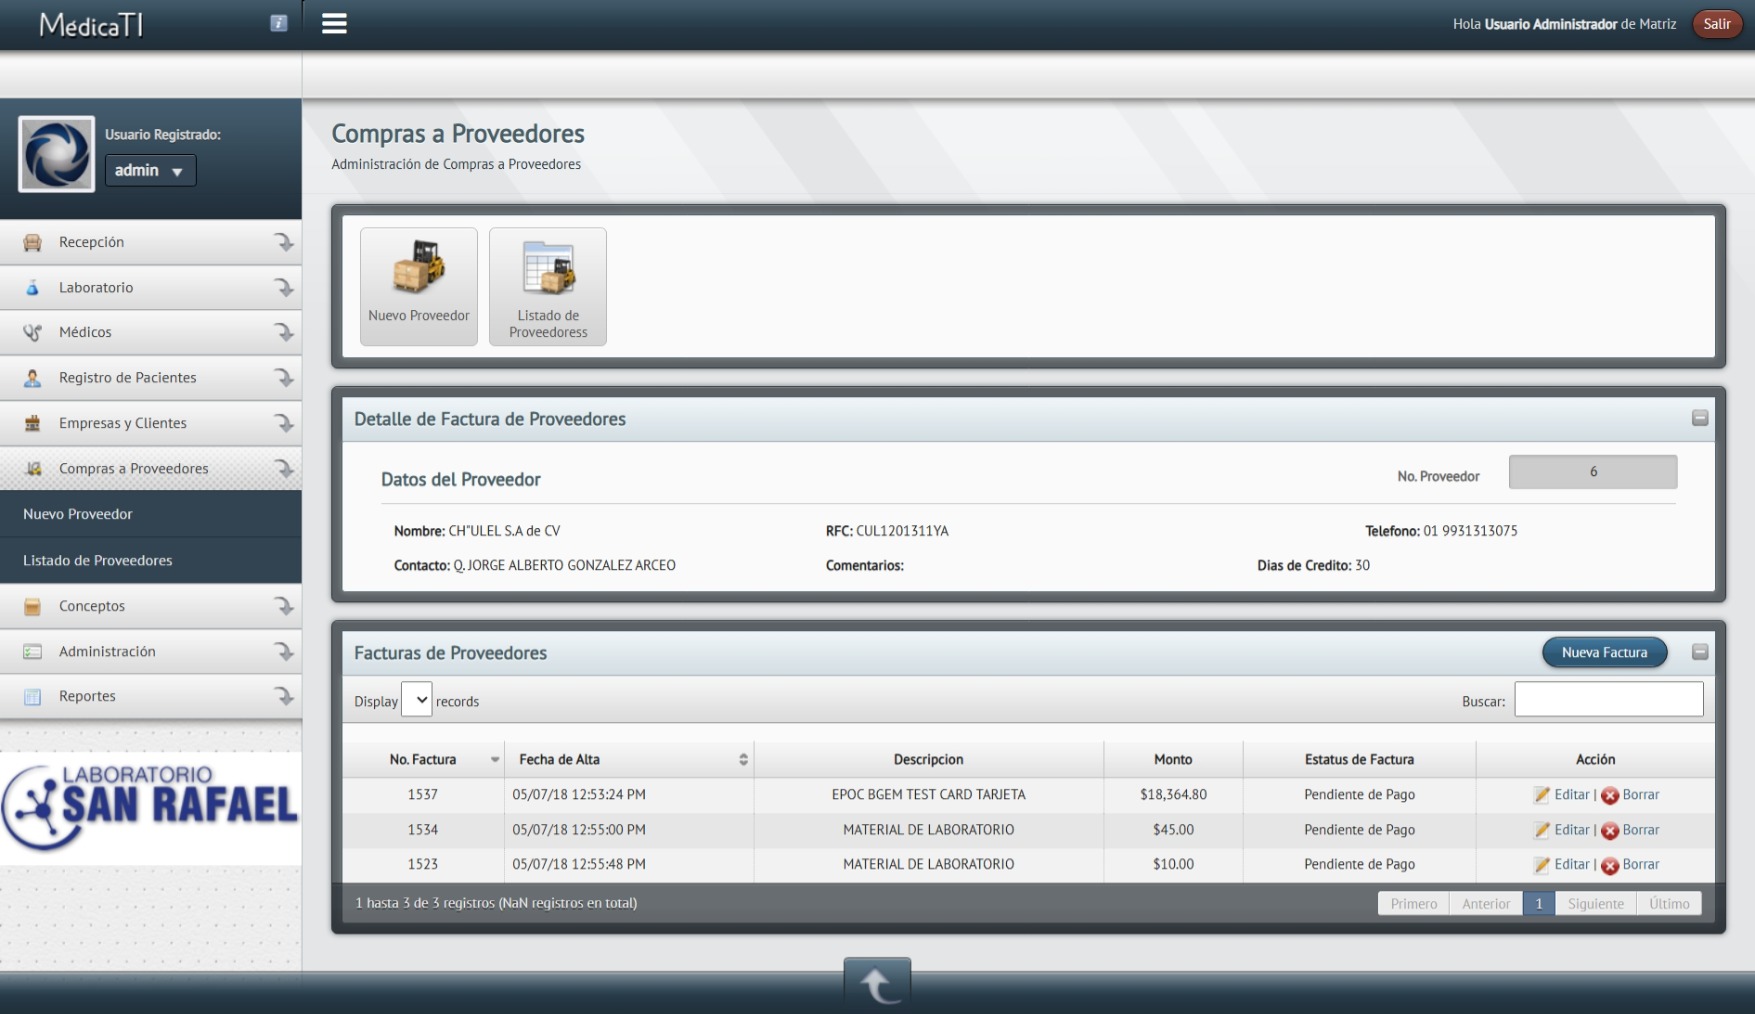 MédicaTI
Hola Usuario Administrador de Matriz
Salir
Usuario Registrado:
admin
Recepción
Laboratorio
Médicos
Registro de Pacientes
Empresas y Clientes
Compras a Proveedores
Nuevo Proveedor
Listado de Proveedores
Conceptos
Administración
Reportes
LABORATORIO
SAN RAFAEL
Compras a Proveedores
Administración de Compras a Proveedores
Nuevo Proveedor
Listado de
Proveedoress
Detalle de Factura de Proveedores
Datos del Proveedor
No. Proveedor 6
Nombre: CH"ULEL S.A de CV RFC: CUL1201311YA Telefono: 01 9931313075
Contacto: Q. JORGE ALBERTO GONZALEZ ARCEO Comentarios: Dias de Credito: 30
Facturas de Proveedores
Nueva Factura
Display records Buscar:
No. Factura Fecha de Alta Descripcion Monto Estatus de Factura Acción
1537 05/07/18 12:53:24 PM EPOC BGEM TEST CARD TARJETA $18,364.80 Pendiente de Pago Editar | Borrar
1534 05/07/18 12:55:00 PM MATERIAL DE LABORATORIO $45.00 Pendiente de Pago Editar | Borrar
1523 05/07/18 12:55:48 PM MATERIAL DE LABORATORIO $10.00 Pendiente de Pago Editar | Borrar
1 hasta 3 de 3 registros (NaN registros en total) Primero Anterior 1 Siguiente Último